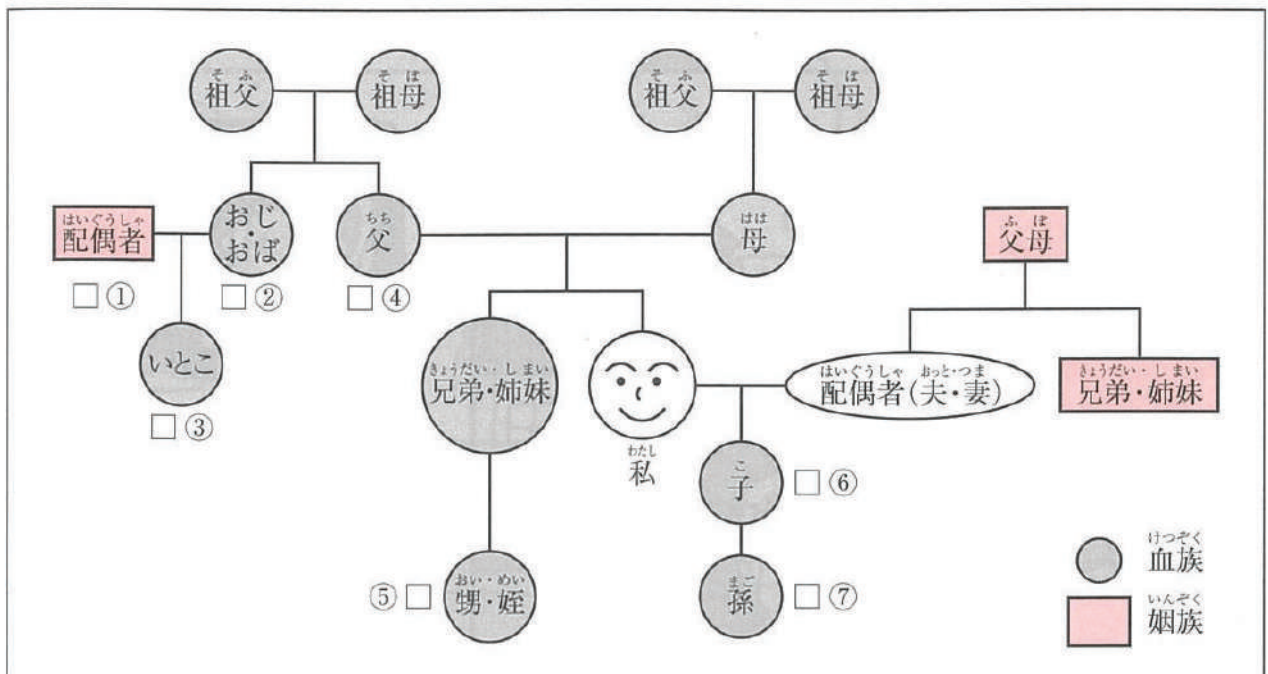 そふ
祖父
そぼ
祖母
そふ
祖父
そぼ
祖母
はいぐうしゃ
配偶者
おじ
・
おば
ちち
父
はは
母
ふぼ
父母
□①
□②
□④
いとこ
□③
きょうだい・しまい
兄弟・姉妹
わたし
私
はいぐうしゃ おっと・つま
配偶者(夫・妻)
きょうだい・しまい
兄弟・姉妹
こ
子
□⑥
⑤□
おい・めい
甥・姪
まご
孫
□⑦
けつぞく
血族
いんぞく
姻族